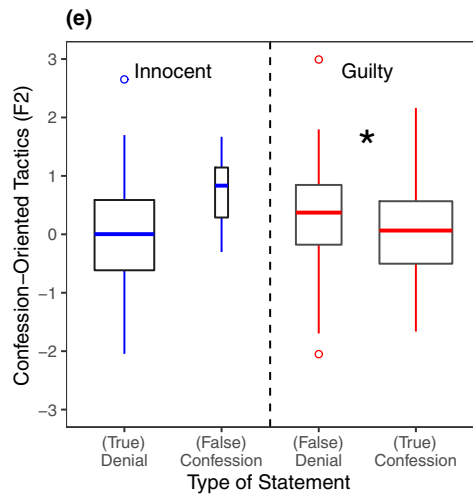 (e)
Innocent
Guilty
*
Confession−Oriented Tactics (F2)
3
2
1
0
−1
−2
−3
(True)
Denial
(False)
Confession
(False)
Denial
(True)
Confession
Type of Statement